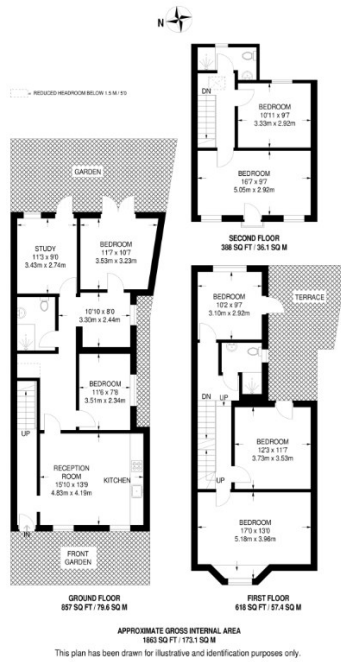 N
= REDUCED HEADROOM BELOW 1.5 M / 5'0
DN
BEDROOM
10'11 x 9'7
3.33m x 2.92m
BEDROOM
16'7 x 9'7
5.05m x 2.92m
SECOND FLOOR
388 SQ FT / 36.1 SQ M
GARDEN
STUDY
11'3 x 9'0
3.43m x 2.74m
BEDROOM
11'7 x 10'7
3.53m x 3.23m
10'10 x 8'0
3.30m x 2.44m
BEDROOM
11'6 x 7'8
3.51m x 2.34m
UP
RECEPTION
ROOM
15'10 x 13'9
4.83m x 4.19m
KITCHEN
IN
FRONT
GARDEN
GROUND FLOOR
857 SQ FT / 79.6 SQ M
BEDROOM
10'2 x 9'7
3.10m x 2.92m
TERRACE
DN
UP
UP
BEDROOM
12'3 x 11'7
3.73m x 3.53m
BEDROOM
17'0 x 13'0
5.18m x 3.96m
FIRST FLOOR
618 SQ FT / 57.4 SQ M
APPROXIMATE GROSS INTERNAL AREA
1863 SQ FT / 173.1 SQ M
This plan has been drawn for illustrative and identification purposes only.